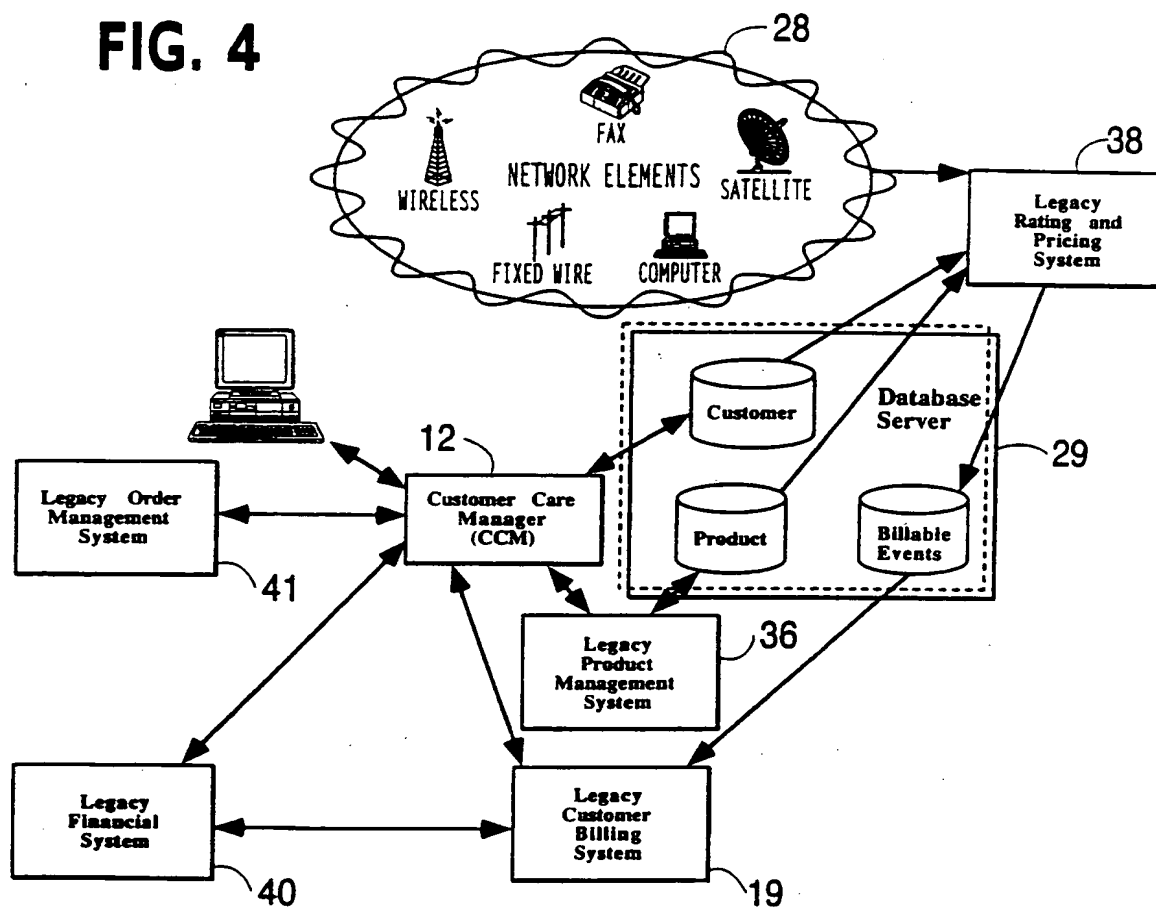 FIG. 4
28
FAX
NETWORK ELEMENTS
WIRELESS
SATELLITE
FIXED WIRE
COMPUTER
38
Legacy
Rating and
Pricing
System
Customer
Database
Server
29
12
Legacy Order
Management
System
41
Customer Care
Manager
(CCM)
Product
Billable
Events
36
Legacy
Product
Management
System
Legacy
Financial
System
40
Legacy
Customer
Billing
System
19